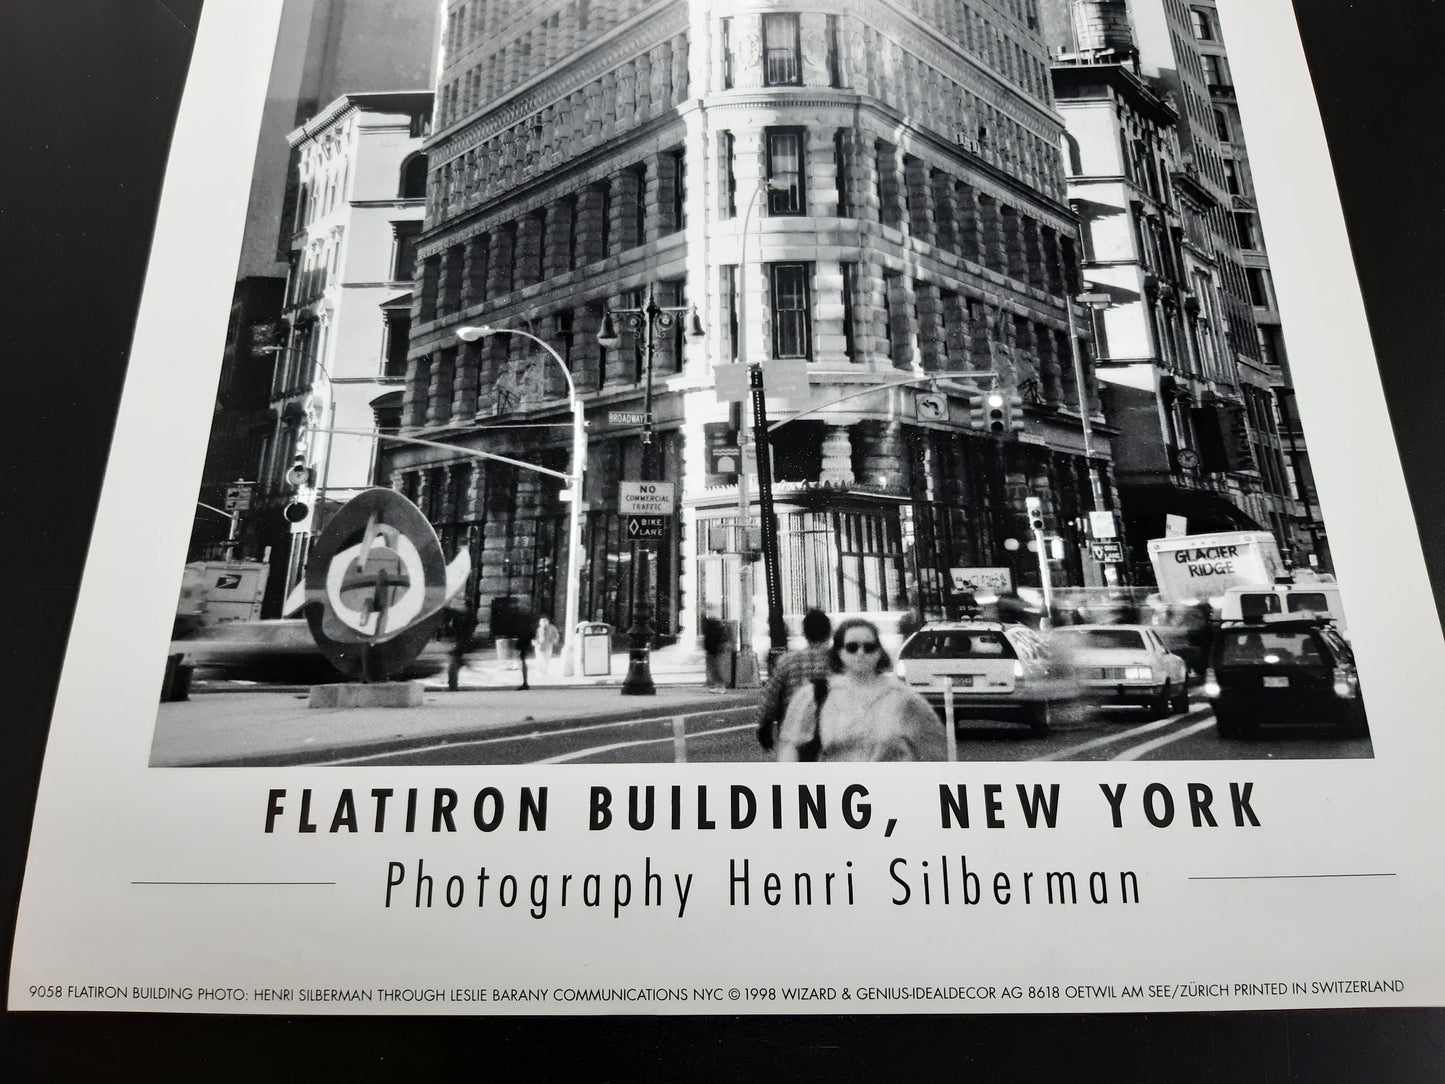 BROADWAY
NO
COMMERCIAL
TRAFFIC
BIKE
LANE
GLACIER
RIDGE
FLATIRON BUILDING, NEW YORK
Photography Henri Silberman
9058 FLATIRON BUILDING PHOTO: HENRI SILBERMAN THROUGH LESLIE BARANY COMMUNICATIONS NYC © 1998 WIZARD & GENIUS-IDEALDECOR AG 8618 OETWIL AM SEE/ZÜRICH PRINTED IN SWITZERLAND